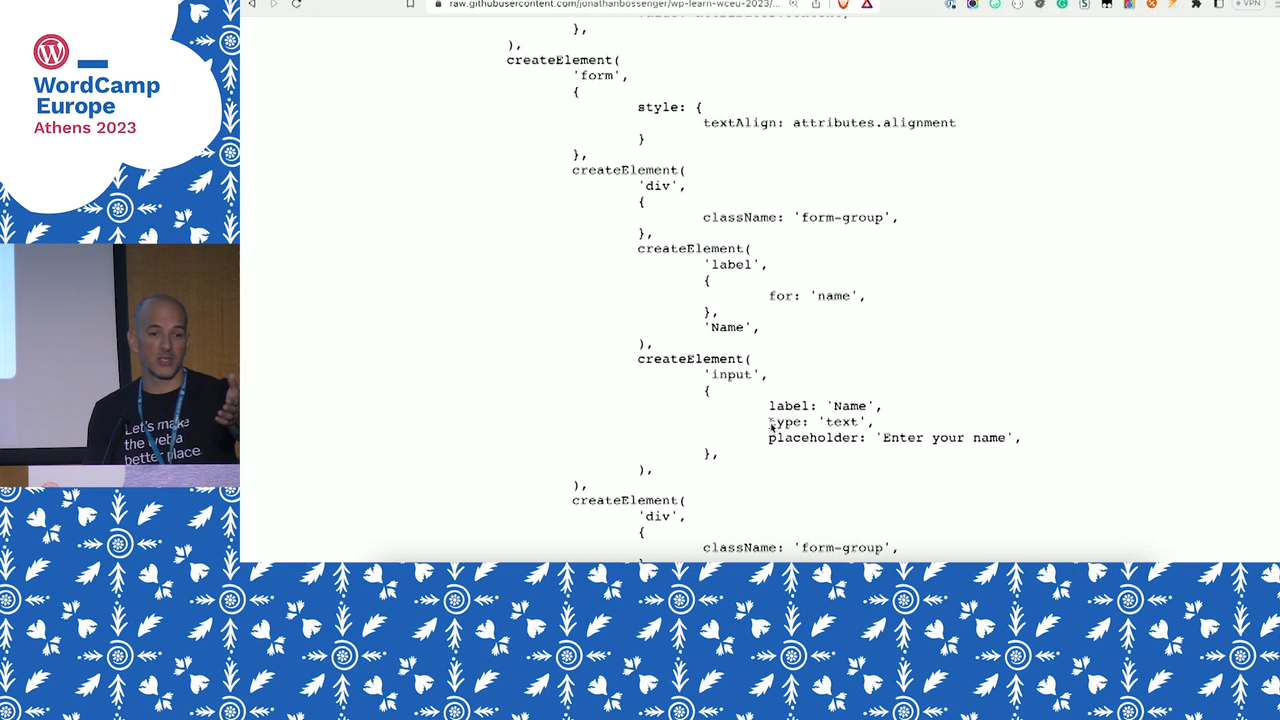 WordCamp
Europe
Athens 2023
Let's make
the web a
better place.
raw.githubusercontent.com/jonathanbossenger/wp-learn-wceu-2023/...
VPN
},
),
createElement(
'form',
{
style: {
textAlign: attributes.alignment
}
},
createElement(
'div',
{
className: 'form-group',
},
createElement(
'label',
{
for: 'name',
},
'Name',
),
createElement(
'input',
{
label: 'Name',
type: 'text',
placeholder: 'Enter your name',
},
),
),
createElement(
'div',
{
className: 'form-group',